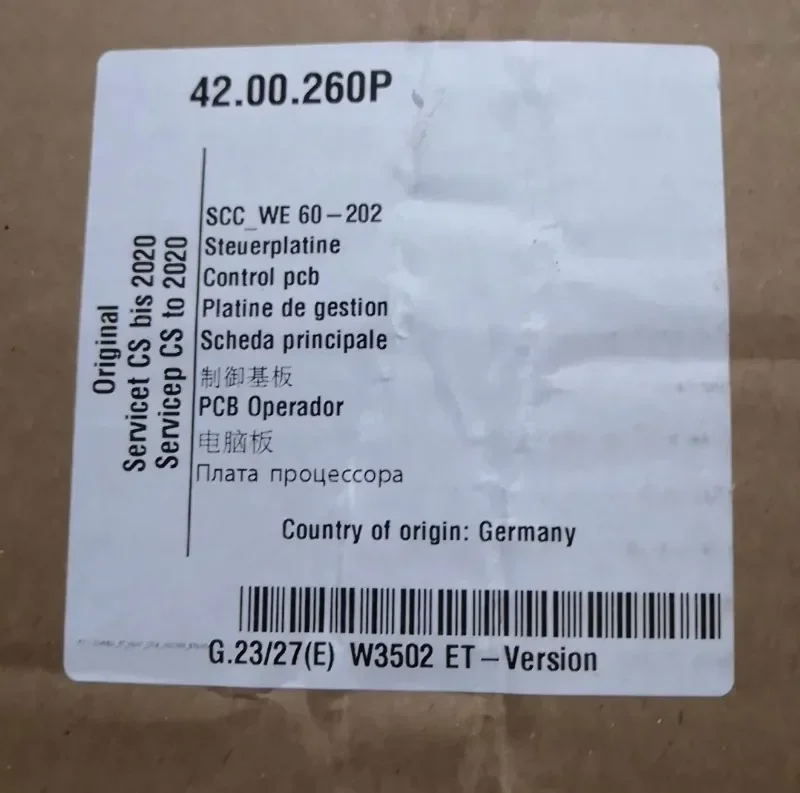 42.00.260P
Original
Servicet CS bis 2020
Servicep CS to 2020
SCC_WE 60-202
Steuerplatine
Control pcb
Platine de gestion
Scheda principale
制御基板
PCB Operador
电脑板
Плата процессора
Country of origin: Germany
G.23/27(E) W3502 ET-Version